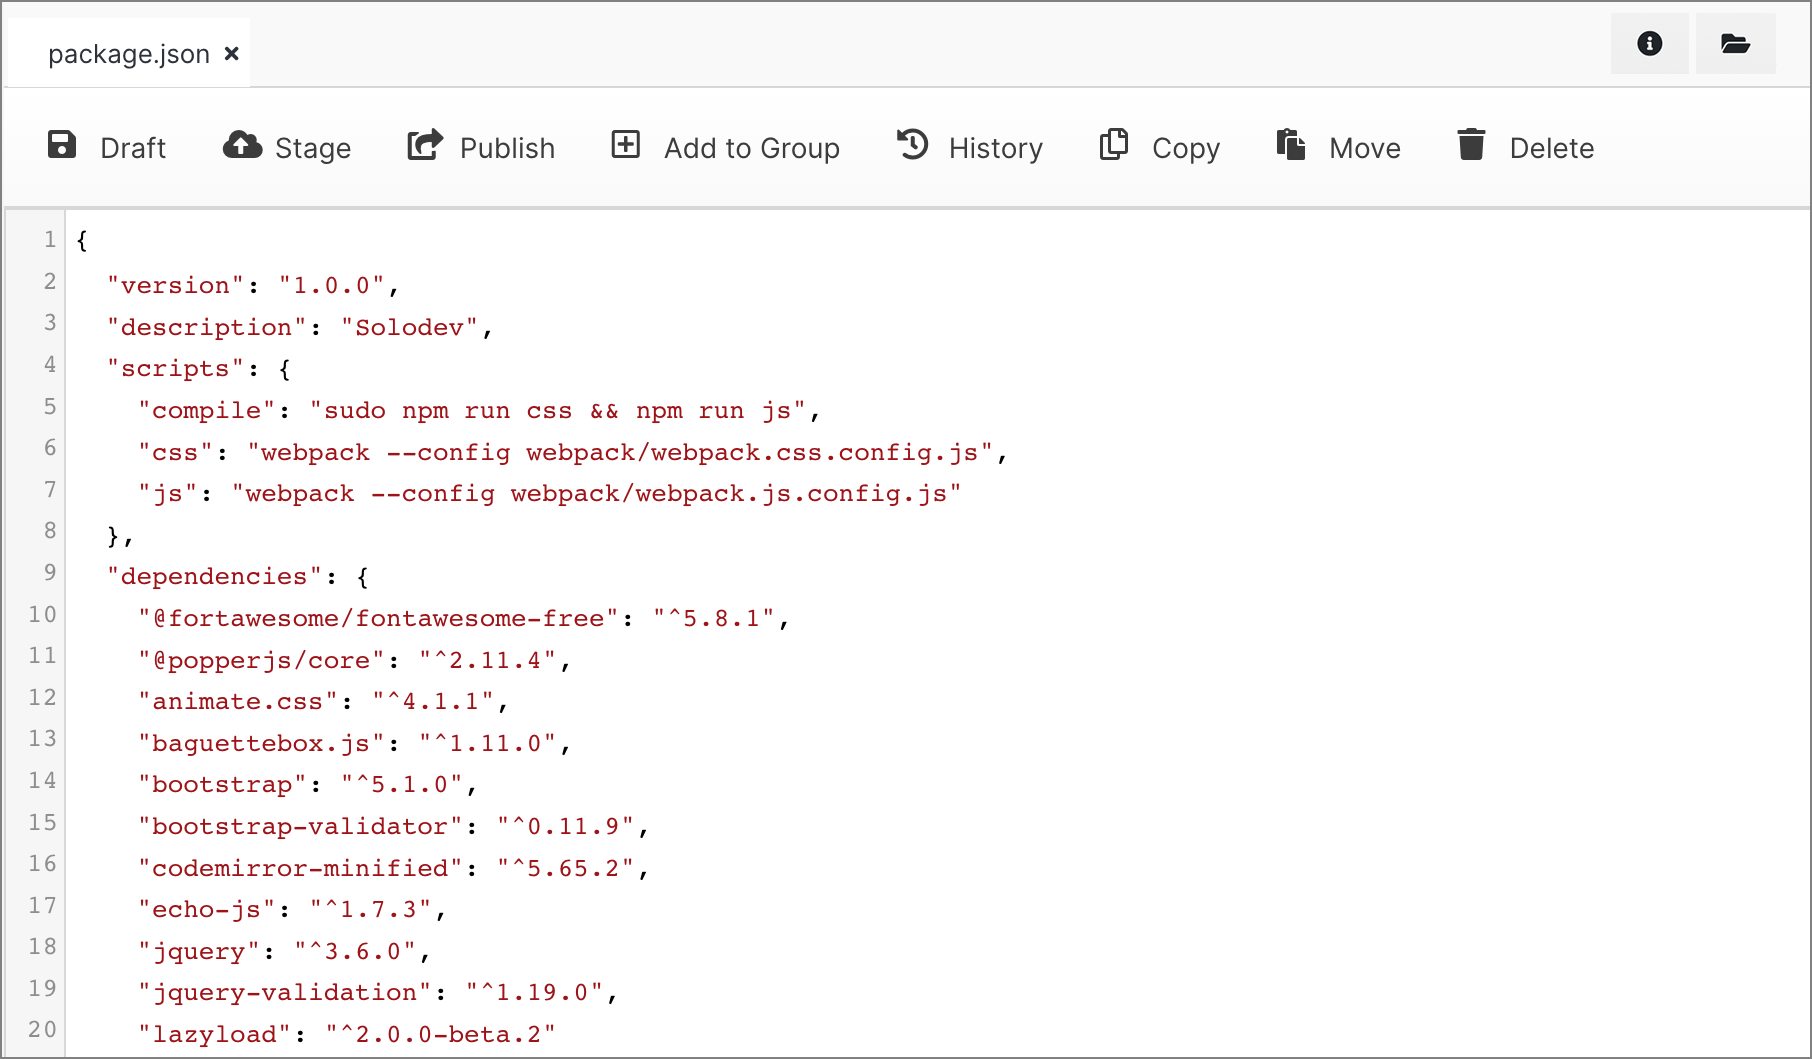 package.json ×
Draft Stage Publish Add to Group History Copy Move Delete
1 {
2   "version": "1.0.0",
3   "description": "Solodev",
4   "scripts": {
5     "compile": "sudo npm run css && npm run js",
6     "css": "webpack --config webpack/webpack.css.config.js",
7     "js": "webpack --config webpack/webpack.js.config.js"
8   },
9   "dependencies": {
10     "@fortawesome/fontawesome-free": "^5.8.1",
11     "@popperjs/core": "^2.11.4",
12     "animate.css": "^4.1.1",
13     "baguettebox.js": "^1.11.0",
14     "bootstrap": "^5.1.0",
15     "bootstrap-validator": "^0.11.9",
16     "codemirror-minified": "^5.65.2",
17     "echo-js": "^1.7.3",
18     "jquery": "^3.6.0",
19     "jquery-validation": "^1.19.0",
20     "lazyload": "^2.0.0-beta.2"